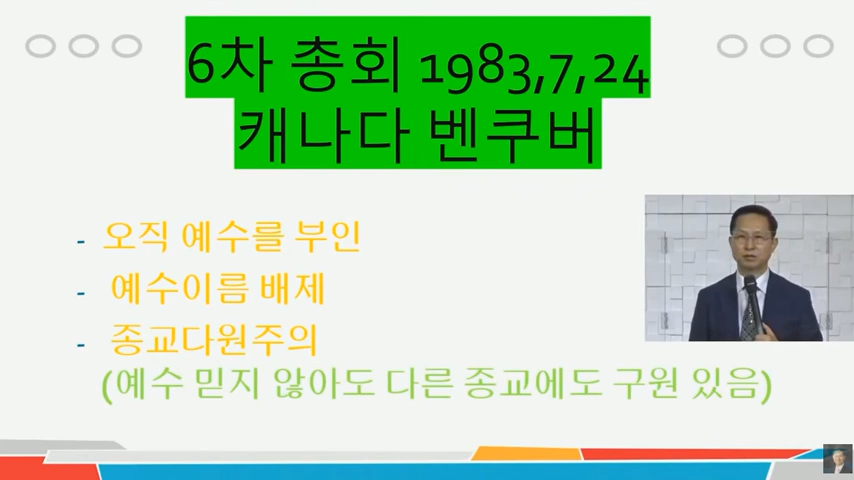 6차 총회 1983,7,24
캐나다 벤쿠버
- 오직 예수를 부인
- 예수이름 배제
- 종교다원주의
(예수 믿지 않아도 다른 종교에도 구원 있음)